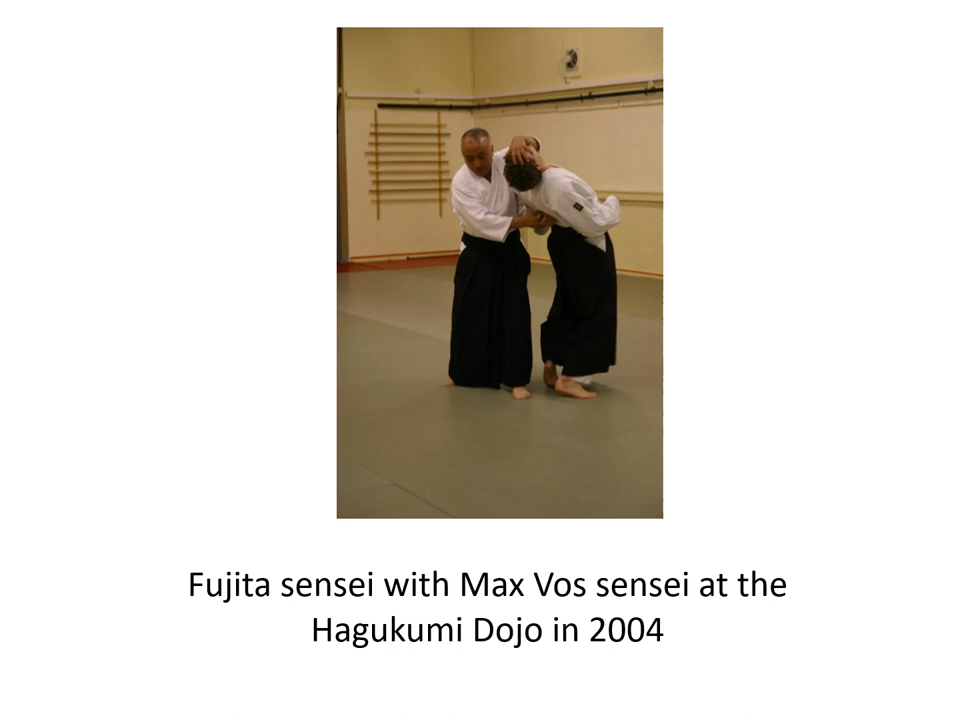 Fujita sensei with Max Vos sensei at the
Hagukumi Dojo in 2004